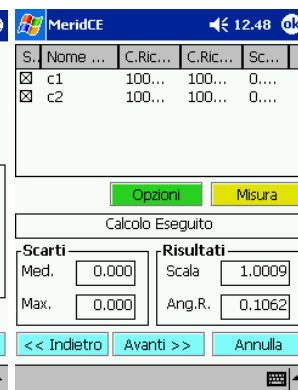 MeridCE 12.48 ok
S.. Nome ... C.Ric... C.Ric... Sc...
c1 100... 100... 0....
c2 100... 100... 0....
Opzioni Misura
Calcolo Eseguito
Scarti Risultati
Med. 0.000 Scala 1.0009
Max. 0.000 Ang.R. 0.1062
<< Indietro Avanti >> Annulla